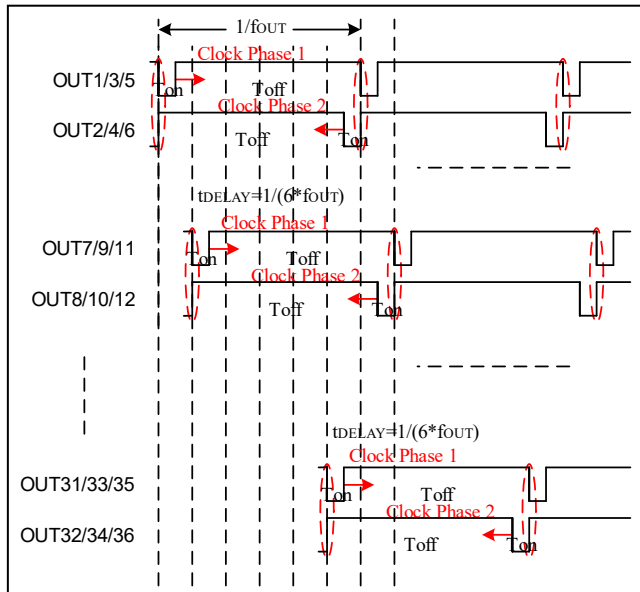 1/fOUT
Clock Phase 1
OUT1/3/5
Ton
Toff
Clock Phase 2
OUT2/4/6
Toff
Ton
tDELAY=1/(6*fOUT)
Clock Phase 1
OUT7/9/11
Ton
Toff
Clock Phase 2
OUT8/10/12
Toff
Ton
tDELAY=1/(6*fOUT)
Clock Phase 1
OUT31/33/35
Ton
Toff
Clock Phase 2
OUT32/34/36
Toff
Ton